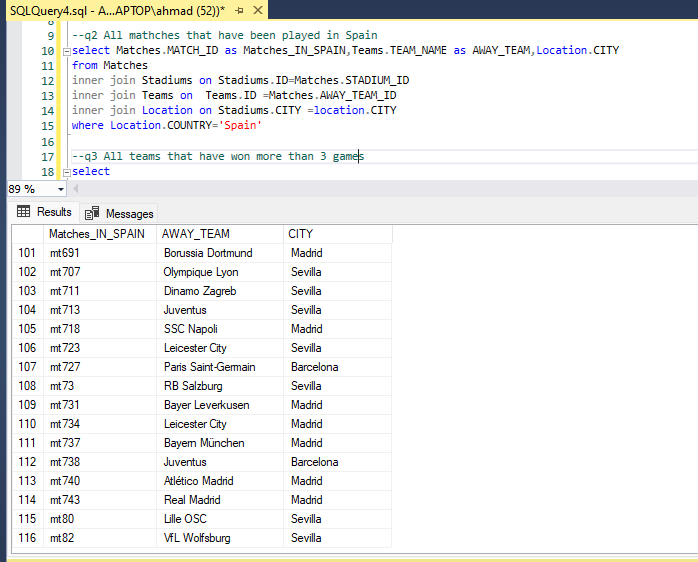 SQLQuery4.sql - A...APTOP\ahmad (52))*
8
9 --q2 All mathches that have been played in Spain
10 select Matches.MATCH_ID as Matches_IN_SPAIN,Teams.TEAM_NAME as AWAY_TEAM,Location.CITY
11 from Matches
12 inner join Stadiums on Stadiums.ID=Matches.STADIUM_ID
13 inner join Teams on  Teams.ID =Matches.AWAY_TEAM_ID
14 inner join Location on Stadiums.CITY =location.CITY
15 where Location.COUNTRY='Spain'
16
17 --q3 All teams that have won more than 3 games
18 select
89 %
Results Messages
Matches_IN_SPAIN AWAY_TEAM CITY
101 mt691 Borussia Dortmund Madrid
102 mt707 Olympique Lyon Sevilla
103 mt711 Dinamo Zagreb Sevilla
104 mt713 Juventus Sevilla
105 mt718 SSC Napoli Madrid
106 mt723 Leicester City Sevilla
107 mt727 Paris Saint-Germain Barcelona
108 mt73 RB Salzburg Sevilla
109 mt731 Bayer Leverkusen Madrid
110 mt734 Leicester City Madrid
111 mt737 Bayern München Madrid
112 mt738 Juventus Barcelona
113 mt740 Atlético Madrid Madrid
114 mt743 Real Madrid Madrid
115 mt80 Lille OSC Sevilla
116 mt82 VfL Wolfsburg Sevilla